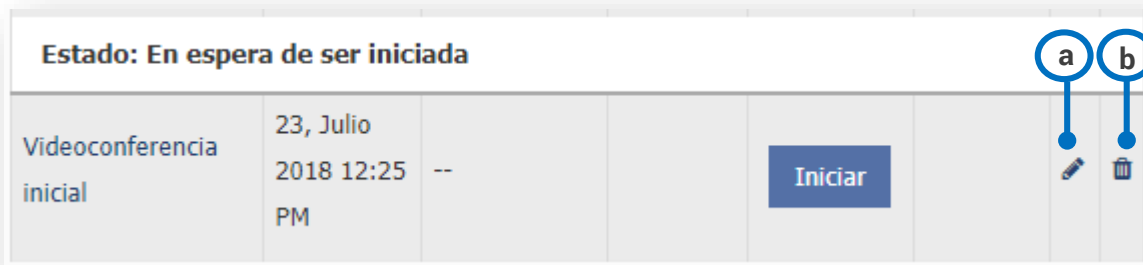 Estado: En espera de ser iniciada
a
b
Videoconferencia
inicial
23, Julio
2018 12:25
PM
--
Iniciar